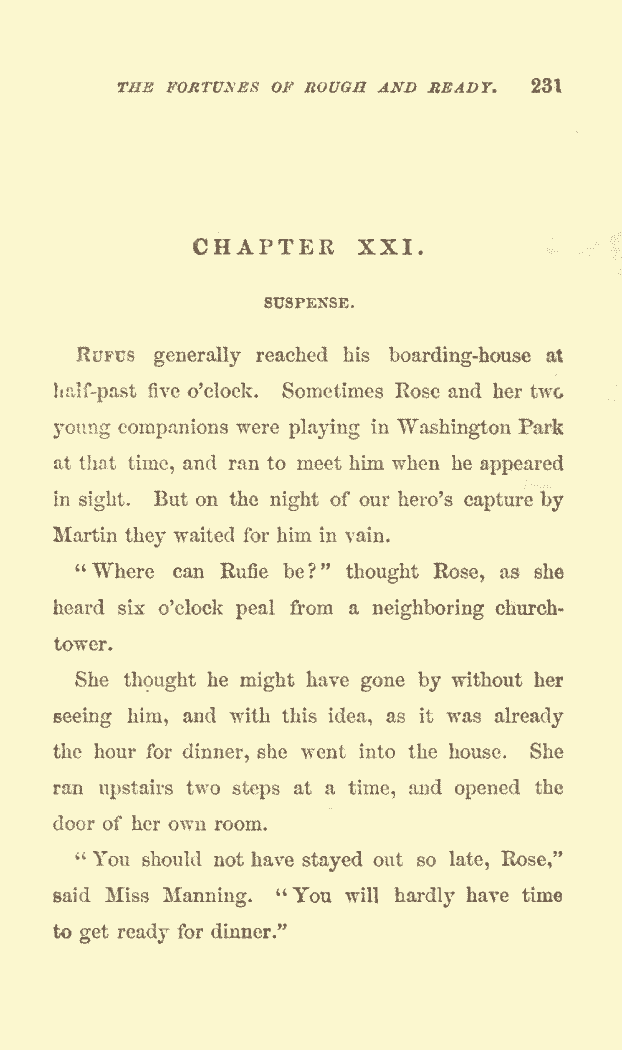 THE FORTUNES OF ROUGH AND READY. 231
CHAPTER XXI.
SUSPENSE.
RUFUS generally reached his boarding-house at
half-past five o'clock. Sometimes Rose and her two
young companions were playing in Washington Park
at that time, and ran to meet him when he appeared
in sight. But on the night of our hero's capture by
Martin they waited for him in vain.
"Where can Rufie be?" thought Rose, as she
heard six o'clock peal from a neighboring church-
tower.
She thought he might have gone by without her
seeing him, and with this idea, as it was already
the hour for dinner, she went into the house. She
ran upstairs two steps at a time, and opened the
door of her own room.
"You should not have stayed out so late, Rose,"
said Miss Manning. "You will hardly have time
to get ready for dinner."